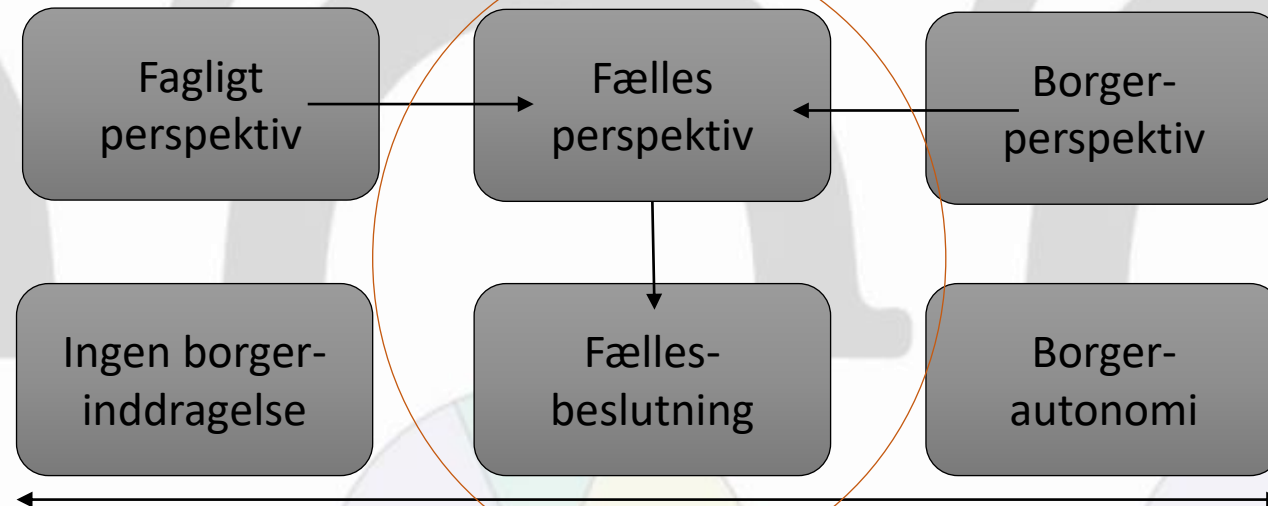 Fagligt
perspektiv
Fælles
perspektiv
Borger-
perspektiv
Ingen borger-
inddragelse
Fælles-
beslutning
Borger-
autonomi